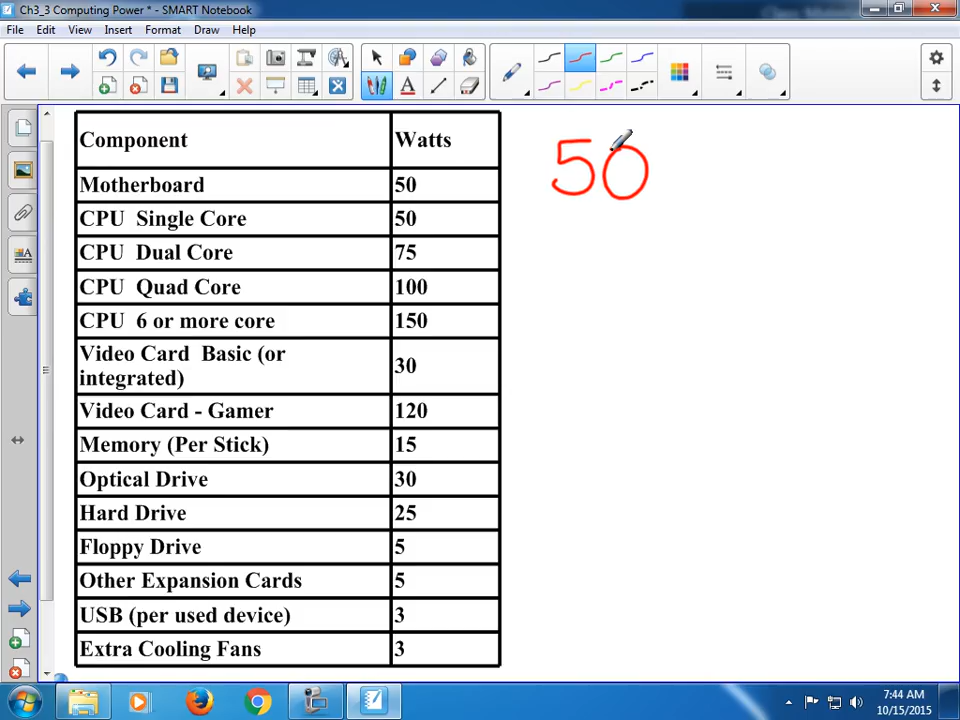 Ch3_3 Computing Power * - SMART Notebook
File Edit View Insert Format Draw Help
Component Watts
Motherboard 50
CPU Single Core 50
CPU Dual Core 75
CPU Quad Core 100
CPU 6 or more core 150
Video Card Basic (or
integrated) 30
Video Card - Gamer 120
Memory (Per Stick) 15
Optical Drive 30
Hard Drive 25
Floppy Drive 5
Other Expansion Cards 5
USB (per used device) 3
Extra Cooling Fans 3
50
7:44 AM
10/15/2015